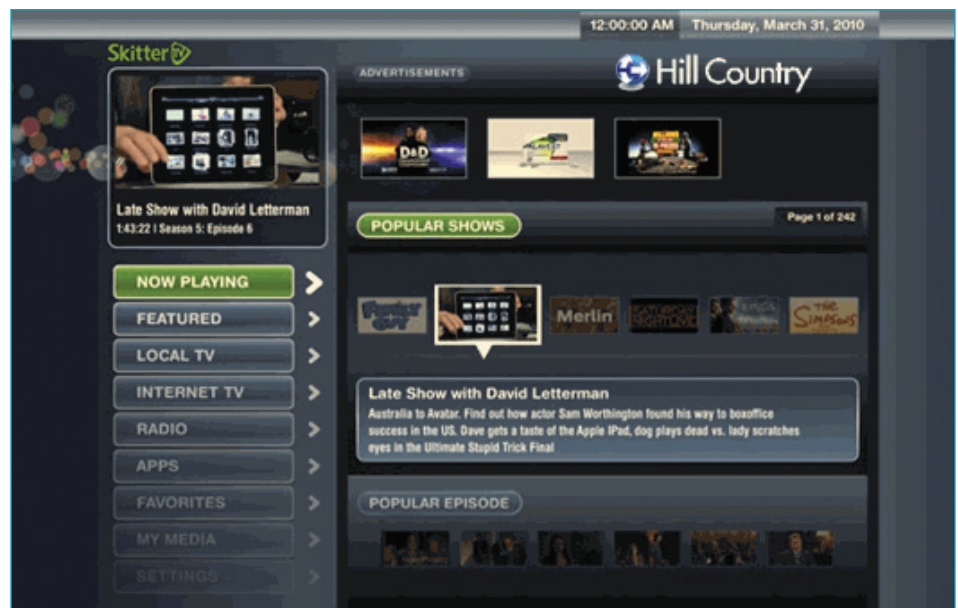 12:00:00 AM Thursday, March 31, 2010
Skitter TV
ADVERTISEMENTS
Hill Country
D&D
Late Show with David Letterman
1:43:22 I Season 5: Episode 6
POPULAR SHOWS
Page 1 of 242
NOW PLAYING
FEATURED
LOCAL TV
INTERNET TV
RADIO
APPS
FAVORITES
MY MEDIA
SETTINGS
Family Guy
Merlin
SATURDAY NIGHT LIVE
THE SIMPSONS
Late Show with David Letterman
Australia to Avatar. Find out how actor Sam Worthington found his way to boxoffice
success in the US. Dave gets a taste of the Apple IPad, dog plays dead vs. lady scratches
eyes in the Ultimate Stupid Trick Final
POPULAR EPISODE